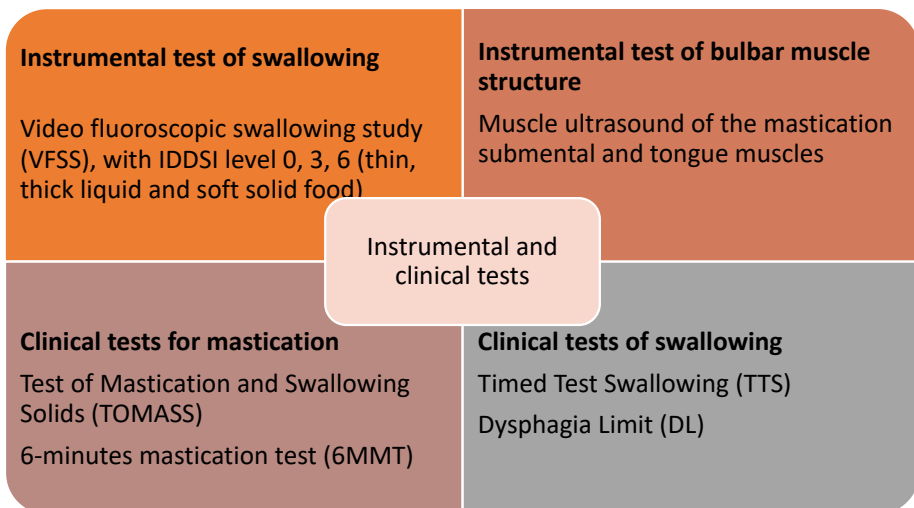 Instrumental test of swallowing
Video fluoroscopic swallowing study
(VFSS), with IDDSI level 0, 3, 6 (thin,
thick liquid and soft solid food)
Instrumental test of bulbar muscle
structure
Muscle ultrasound of the mastication
submental and tongue muscles
Instrumental and
clinical tests
Clinical tests for mastication
Test of Mastication and Swallowing
Solids (TOMASS)
6-minutes mastication test (6MMT)
Clinical tests of swallowing
Timed Test Swallowing (TTS)
Dysphagia Limit (DL)